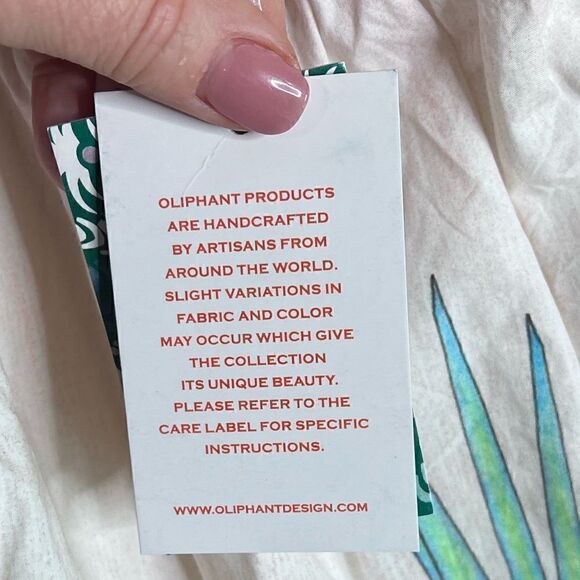 OLIPHANT PRODUCTS
ARE HANDCRAFTED
BY ARTISANS FROM
AROUND THE WORLD.
SLIGHT VARIATIONS IN
FABRIC AND COLOR
MAY OCCUR WHICH GIVE
THE COLLECTION
ITS UNIQUE BEAUTY.
PLEASE REFER TO THE
CARE LABEL FOR SPECIFIC
INSTRUCTIONS.
WWW.OLIPHANTDESIGN.COM